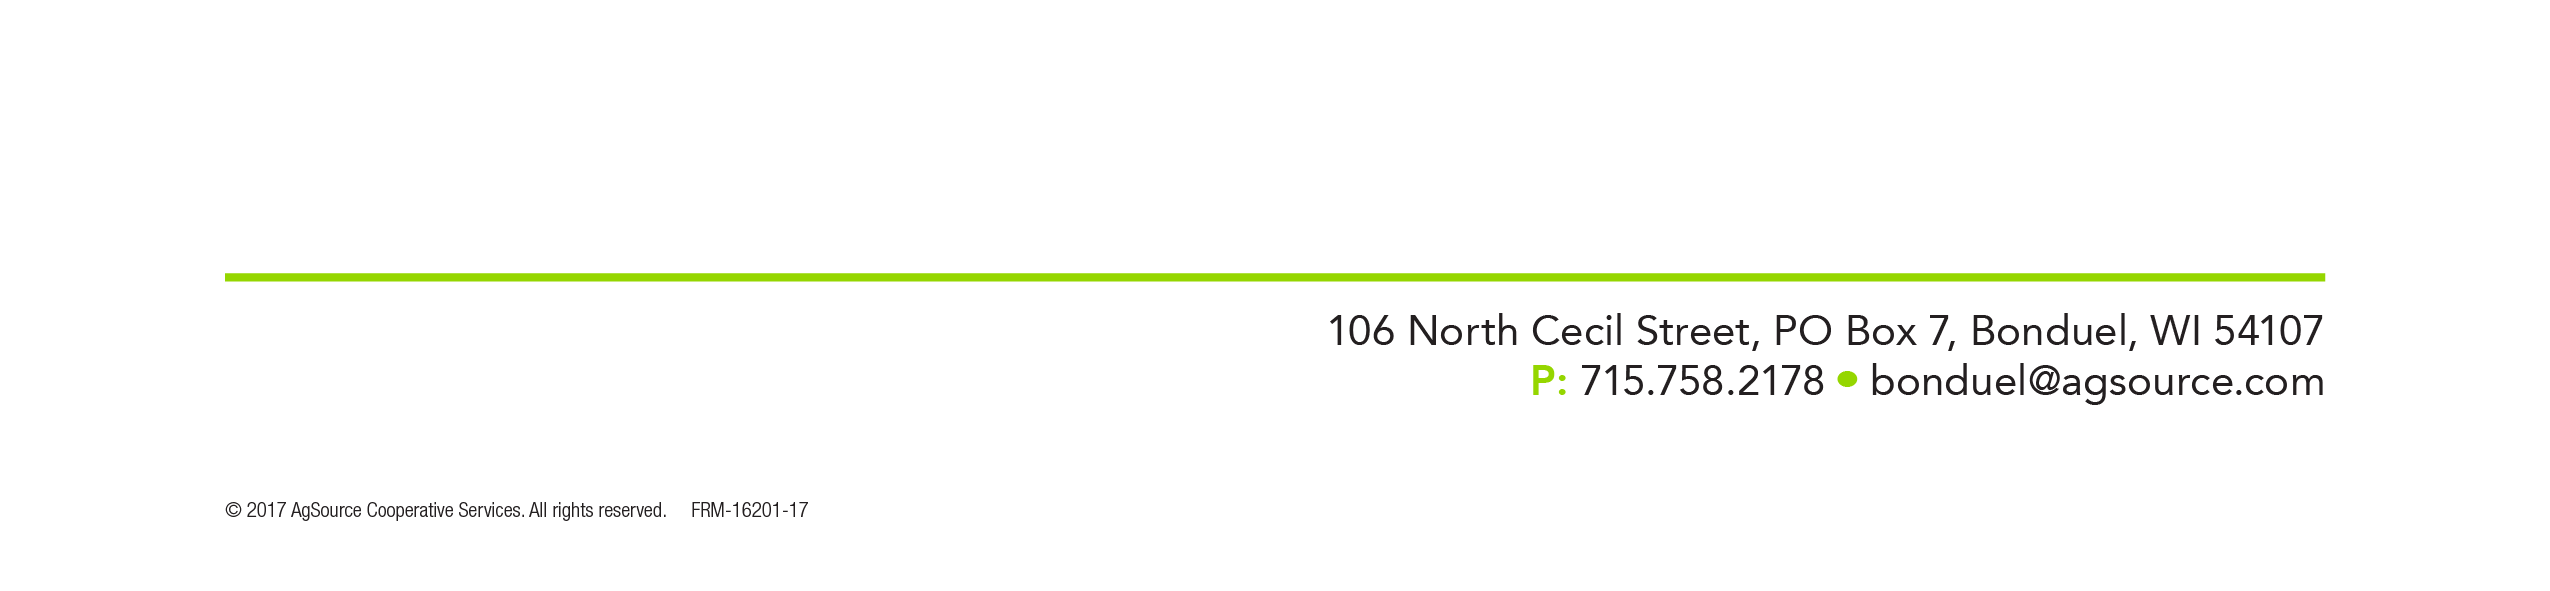 106 North Cecil Street, PO Box 7, Bonduel, WI 54107
P: 715.758.2178 • bonduel@agsource.com
© 2017 AgSource Cooperative Services. All rights reserved. FRM-16201-17